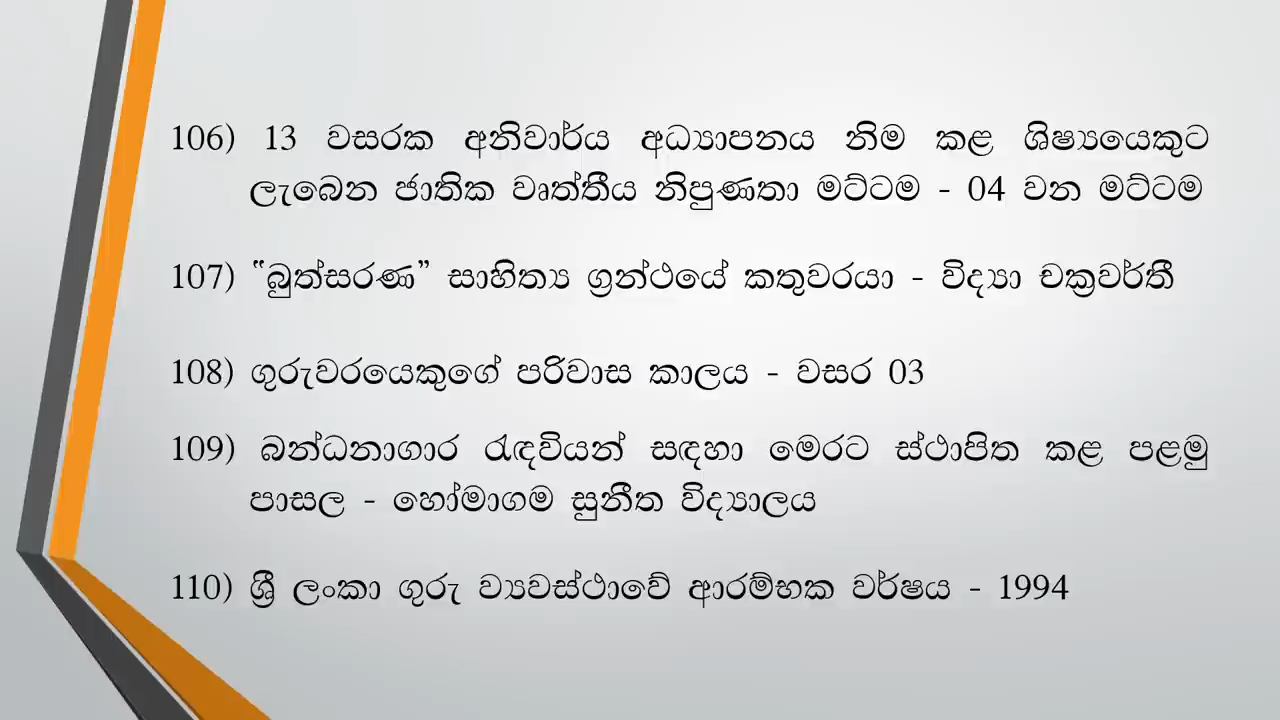 106) 13 වසරක අනිවාර්ය අධ්‍යාපනය නිම කළ ශිෂ්‍යයෙකුට
ලැබෙන ජාතික වෘත්තීය නිපුණතා මට්ටම - 04 වන මට්ටම
107) “බුත්සරණ” සාහිත්‍ය ග්‍රන්ථයේ කතුවරයා - විද්‍යා චක්‍රවර්තී
108) ගුරුවරයෙකුගේ පරිවාස කාලය - වසර 03
109) බන්ධනාගාර රැඳවියන් සඳහා මෙරට ස්ථාපිත කළ පළමු
පාසල - හෝමාගම සුනීත විද්‍යාලය
110) ශ්‍රී ලංකා ගුරු ව්‍යවස්ථාවේ ආරම්භක වර්ෂය - 1994